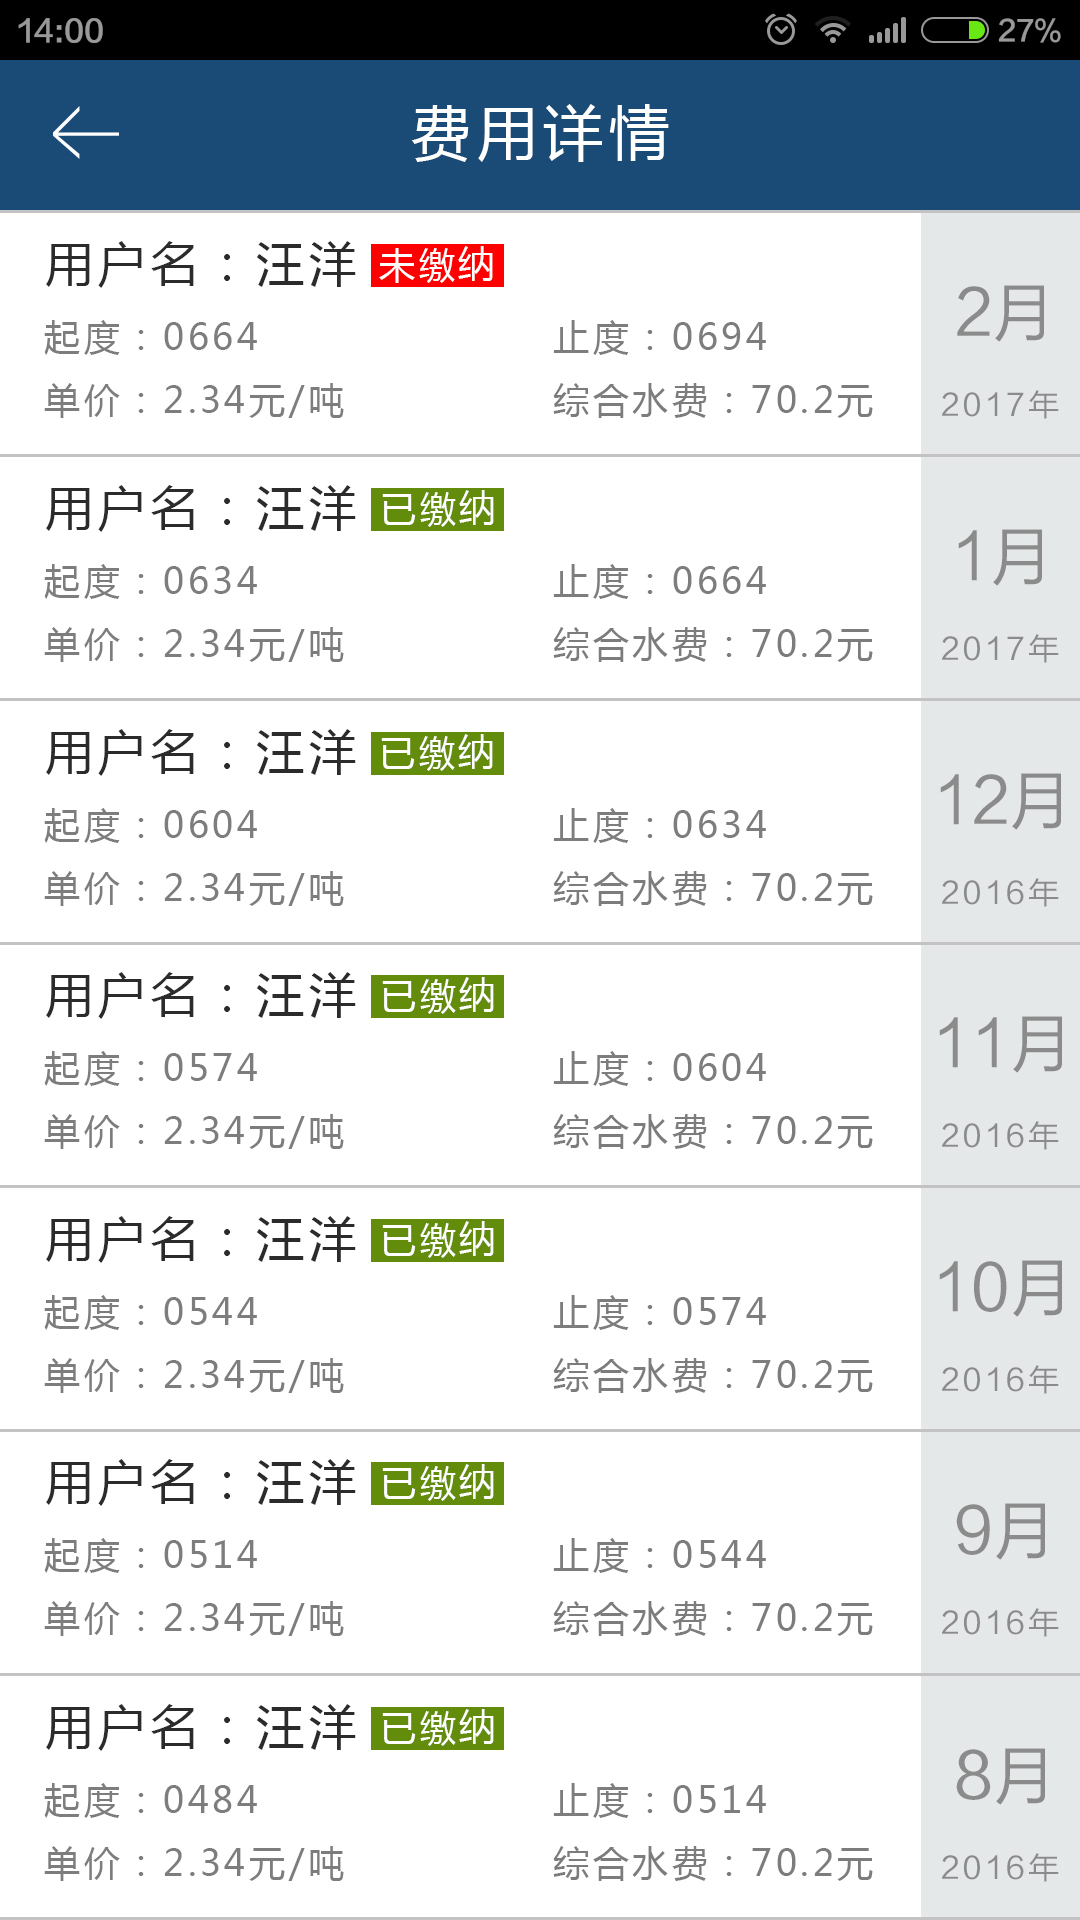 14:00 27%
费用详情
用户名：汪洋 未缴纳
起度：0664 止度：0694
单价：2.34元/吨 综合水费：70.2元
2月
2017年
用户名：汪洋 已缴纳
起度：0634 止度：0664
单价：2.34元/吨 综合水费：70.2元
1月
2017年
用户名：汪洋 已缴纳
起度：0604 止度：0634
单价：2.34元/吨 综合水费：70.2元
12月
2016年
用户名：汪洋 已缴纳
起度：0574 止度：0604
单价：2.34元/吨 综合水费：70.2元
11月
2016年
用户名：汪洋 已缴纳
起度：0544 止度：0574
单价：2.34元/吨 综合水费：70.2元
10月
2016年
用户名：汪洋 已缴纳
起度：0514 止度：0544
单价：2.34元/吨 综合水费：70.2元
9月
2016年
用户名：汪洋 已缴纳
起度：0484 止度：0514
单价：2.34元/吨 综合水费：70.2元
8月
2016年